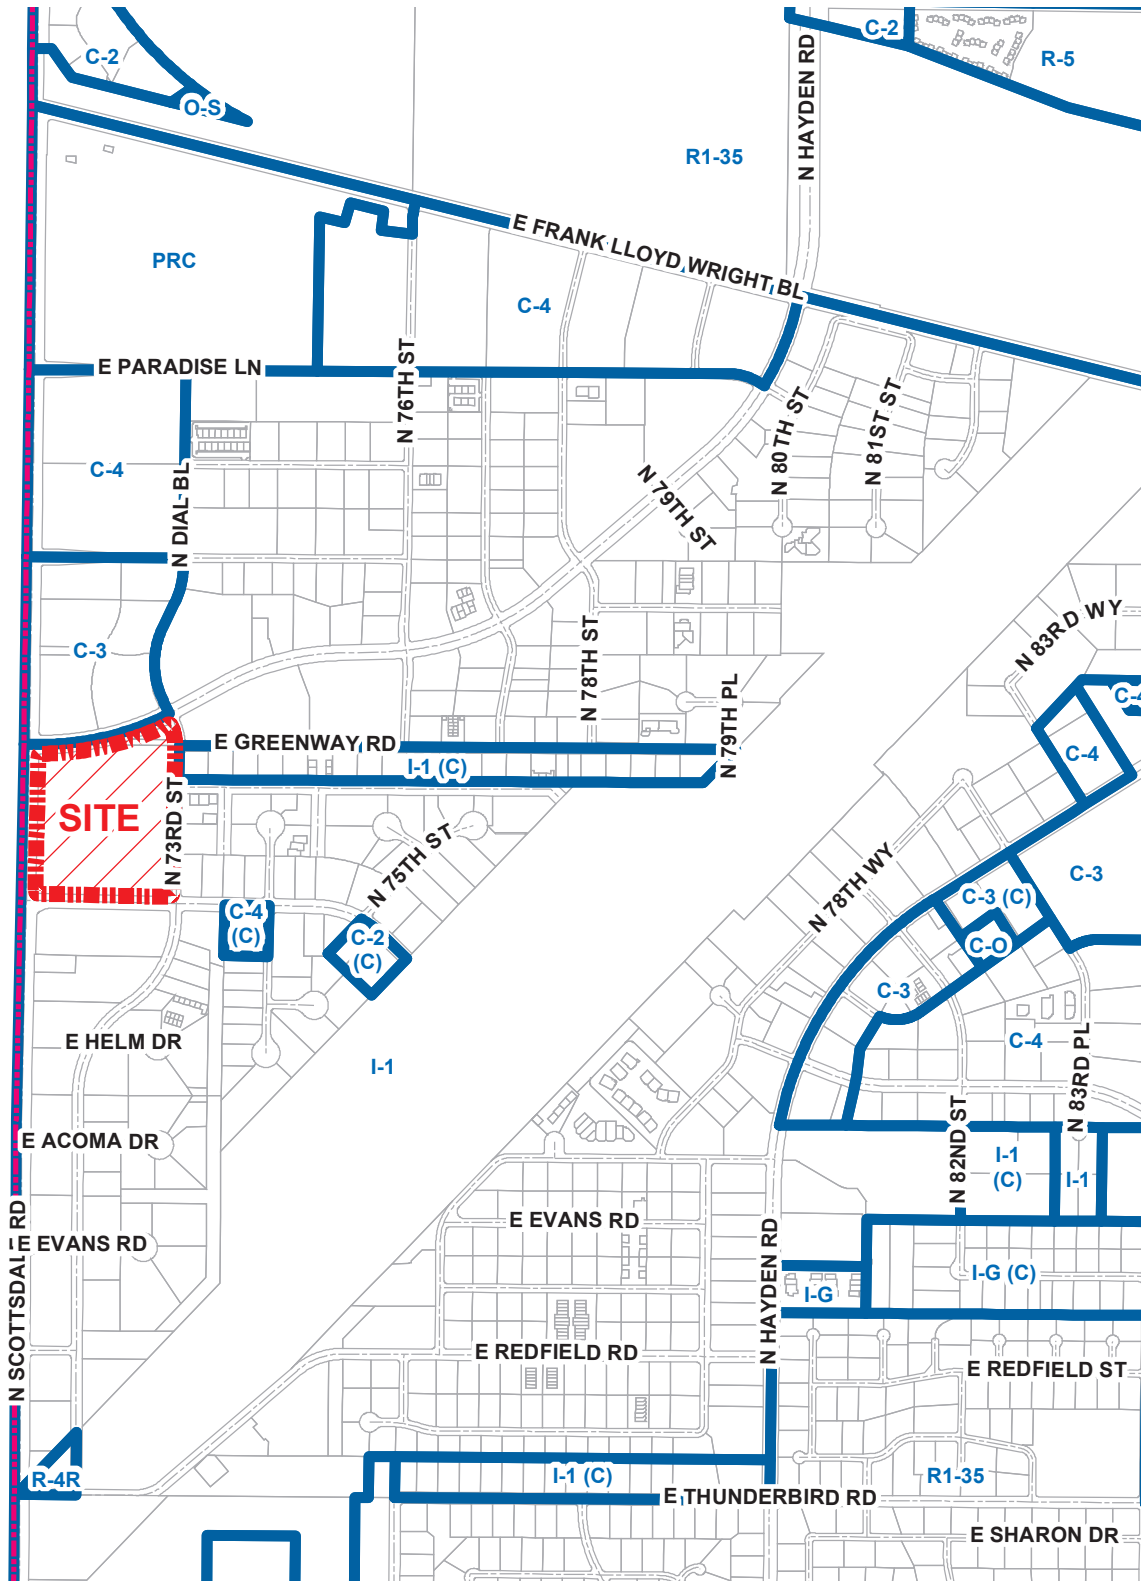 C-2
N HAYDEN RD
C-2
R-5
O-S
R1-35
PRC
E FRANK LLOYD WRIGHT BL
C-4
E PARADISE LN
N 76TH ST
N 80TH ST
N 81ST ST
C-4
N DIAL BL
N 79TH ST
C-3
N 78TH ST
N 83RD WY
N 79TH PL
C-4
E GREENWAY RD
I-1 (C)
C-4
SITE
N 73RD ST
N 75TH ST
N 78TH WY
C-3
C-3 (C)
C-4
(C)
C-2
(C)
C-O
C-3
E HELM DR
I-1
C-4
N 83RD PL
E ACOMA DR
N 82ND ST
I-1
(C)
I-1
N SCOTTSDALE RD
E EVANS RD
E EVANS RD
N HAYDEN RD
I-G (C)
I-G
E REDFIELD RD
E REDFIELD ST
R-4R
I-1 (C)
R1-35
E THUNDERBIRD RD
E SHARON DR